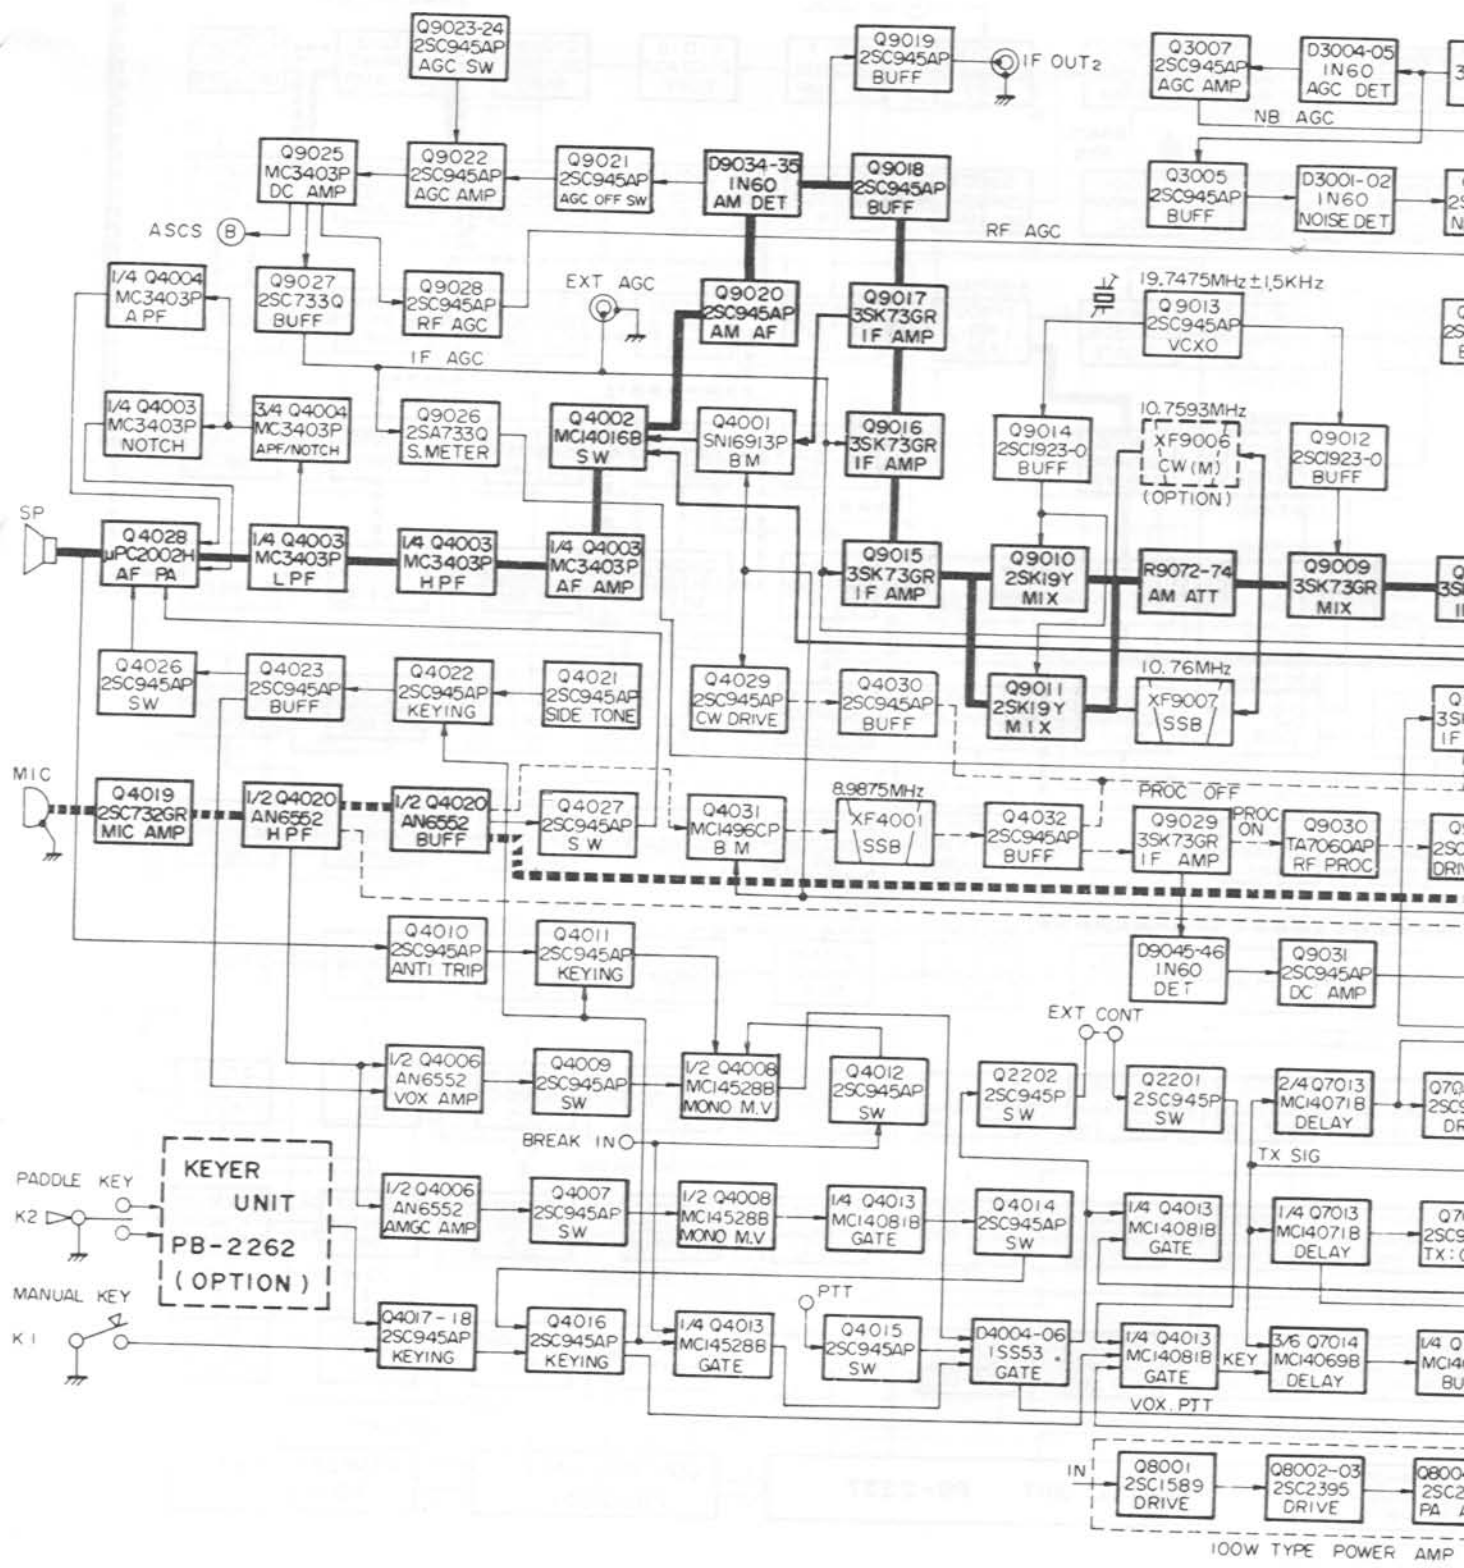 Q9023-24
2SC945AP
AGC SW
Q9019
2SC945AP
BUFF
IF OUT2
Q3007
2SC945AP
AGC AMP
D3004-05
1N60
AGC DET
NB AGC
Q9025
MC3403P
DC AMP
Q9022
2SC945AP
AGC AMP
Q9021
2SC945AP
AGC OFF SW
D9034-35
1N60
AM DET
Q9018
2SC945AP
BUFF
Q3005
2SC945AP
BUFF
D3001-02
1N60
NOISE DET
ASCS
B
RF AGC
1/4 Q4004
MC3403P
APF
Q9027
2SC733Q
BUFF
Q9028
2SC945AP
RF AGC
EXT AGC
Q9020
2SC945AP
AM AF
Q9017
3SK73GR
IF AMP
19.7475MHz±1.5KHz
Q9013
2SC945AP
VCXO
IF AGC
1/4 Q4003
MC3403P
NOTCH
3/4 Q4004
MC3403P
APF/NOTCH
Q9026
2SA733Q
S.METER
Q4002
MC14016B
SW
Q4001
SN16913P
BM
Q9016
3SK73GR
IF AMP
Q9014
2SC1923-O
BUFF
10.7593MHz
XF9006
CW (M)
(OPTION)
Q9012
2SC1923-O
BUFF
SP
Q4028
µPC2002H
AF PA
1/4 Q4003
MC3403P
LPF
1/4 Q4003
MC3403P
HPF
1/4 Q4003
MC3403P
AF AMP
Q9015
3SK73GR
IF AMP
Q9010
2SK19Y
MIX
R9072-74
AM ATT
Q9009
3SK73GR
MIX
Q4026
2SC945AP
SW
Q4023
2SC945AP
BUFF
Q4022
2SC945AP
KEYING
Q4021
2SC945AP
SIDE TONE
Q4029
2SC945AP
CW DRIVE
Q4030
2SC945AP
BUFF
Q9011
2SK19Y
MIX
10.76MHz
XF9007
SSB
MIC
Q4019
2SC732GR
MIC AMP
1/2 Q4020
AN6552
HPF
1/2 Q4020
AN6552
BUFF
Q4027
2SC945AP
SW
Q4031
MC1496CP
BM
8.9875MHz
XF4001
SSB
Q4032
2SC945AP
BUFF
PROC OFF
Q9029
3SK73GR
IF AMP
PROC
ON
Q9030
TA7060AP
RF PROC
Q4010
2SC945AP
ANTI TRIP
Q4011
2SC945AP
KEYING
D9045-46
1N60
DET
Q9031
2SC945AP
DC AMP
EXT CONT
1/2 Q4006
AN6552
VOX AMP
Q4009
2SC945AP
SW
1/2 Q4008
MC14528B
MONO M.V
Q4012
2SC945AP
SW
Q2202
2SC945P
SW
Q2201
2SC945P
SW
2/4 Q7013
MC14071B
DELAY
BREAK IN
TX SIG
PADDLE KEY
K2
KEYER
UNIT
PB-2262
(OPTION)
1/2 Q4006
AN6552
AMGC AMP
Q4007
2SC945AP
SW
1/2 Q4008
MC14528B
MONO M.V
1/4 Q4013
MC14081B
GATE
Q4014
2SC945AP
SW
1/4 Q4013
MC14081B
GATE
1/4 Q7013
MC14071B
DELAY
MANUAL KEY
K1
Q4017-18
2SC945AP
KEYING
Q4016
2SC945AP
KEYING
1/4 Q4013
MC14528B
GATE
PTT
Q4015
2SC945AP
SW
D4004-06
1SS53
GATE
1/4 Q4013
MC14081B
GATE
KEY
3/6 Q7014
MC14069B
DELAY
VOX. PTT
IN
Q8001
2SC1589
DRIVE
Q8002-03
2SC2395
DRIVE
100W TYPE POWER AMP